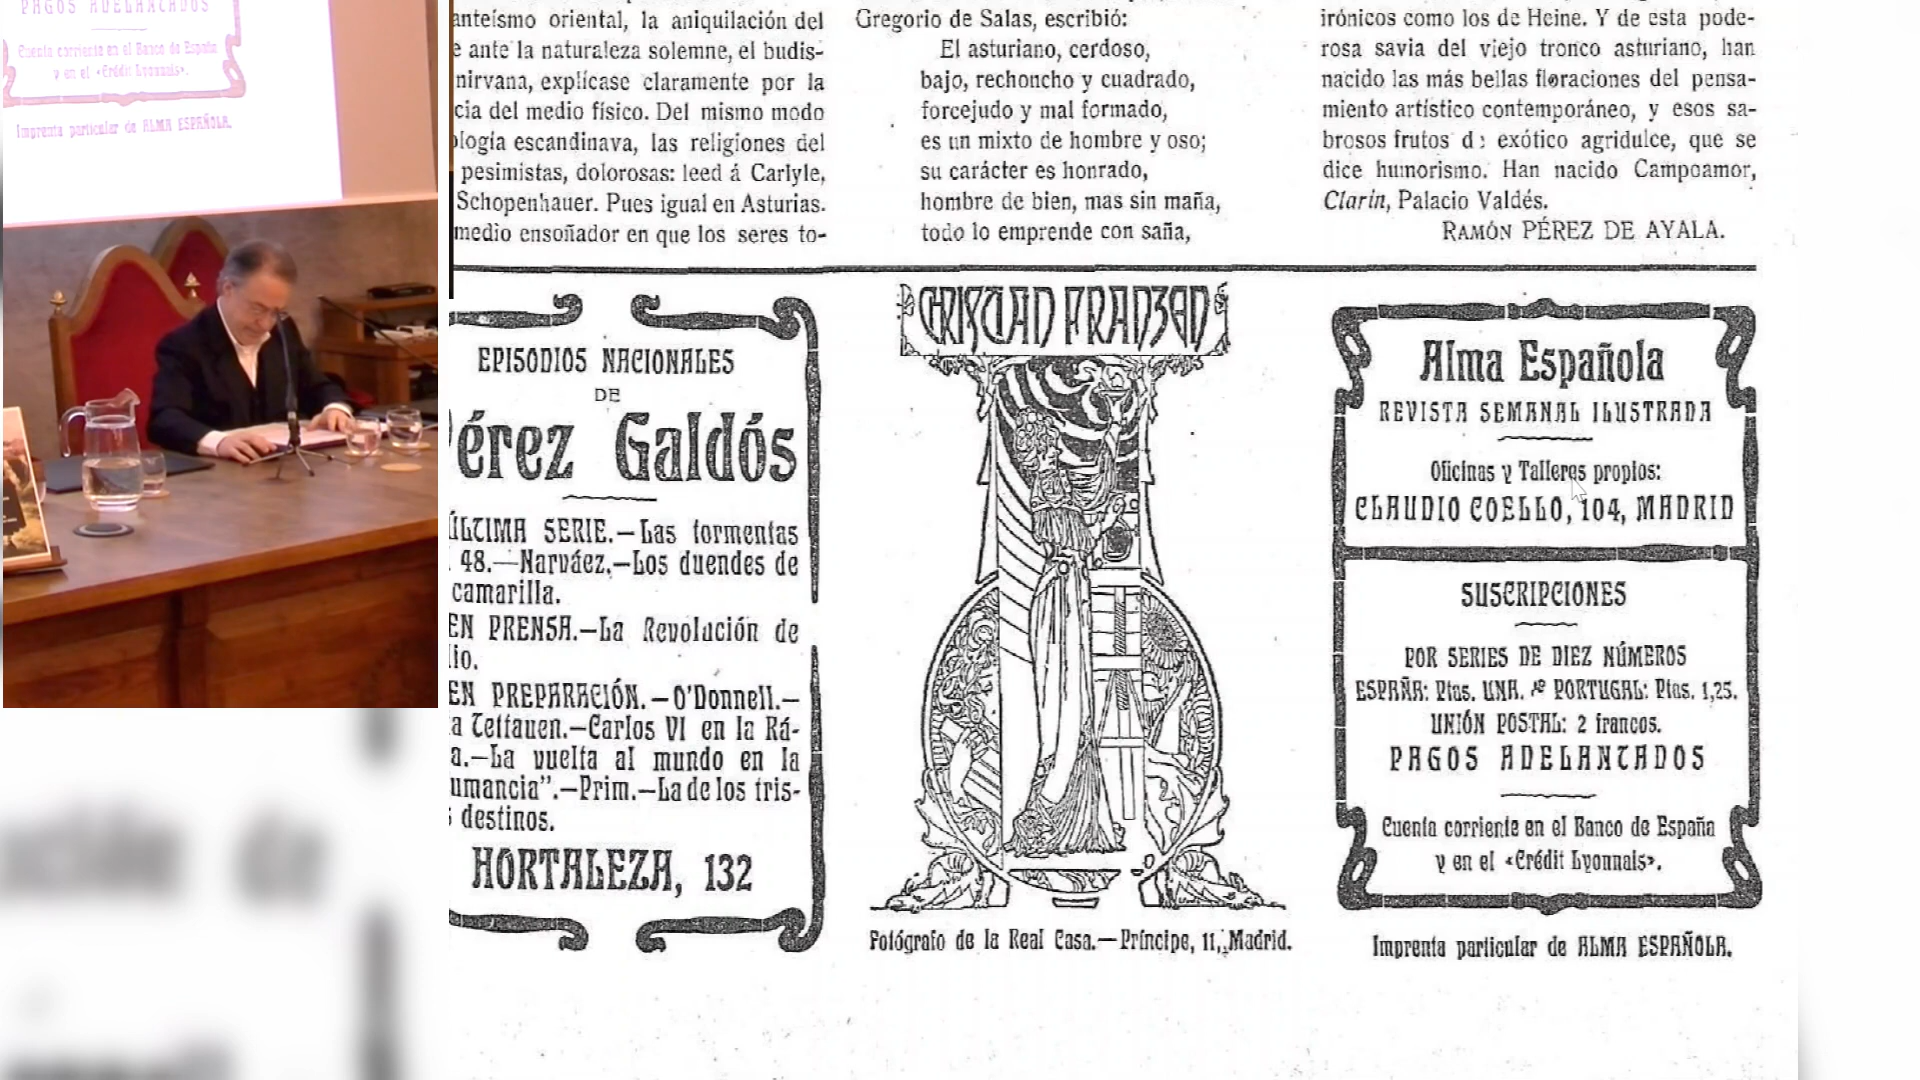 PAGOS ADELANTADOS
Cuenta corriente en el Banco de España
y en el «Crédit Lyonnais».
Imprenta particular de ALMA ESPAÑOLA.
anteísmo oriental, la aniquilación del
e ante la naturaleza solemne, el budis-
nirvana, explícase claramente por la
cia del medio físico. Del mismo modo
ología escandinava, las religiones del
pesimistas, dolorosas: leed á Carlyle,
Schopenhauer. Pues igual en Asturias.
medio ensoñador en que los seres to-
Gregorio de Salas, escribió:
El asturiano, cerdoso,
bajo, rechoncho y cuadrado,
forcejudo y mal formado,
es un mixto de hombre y oso;
su carácter es honrado,
hombre de bien, mas sin maña,
todo lo emprende con saña,
irónicos como los de Heine. Y de esta pode-
rosa savia del viejo tronco asturiano, han
nacido las más bellas floraciones del pensa-
miento artístico contemporáneo, y esos sa-
brosos frutos d: exótico agridulce, que se
dice humorismo. Han nacido Campoamor,
Clarín, Palacio Valdés.
RAMÓN PÉREZ DE AYALA.
EPISODIOS NACIONALES
DE
Pérez Galdós
ÚLTIMA SERIE.—Las tormentas
48.—Narváez.—Los duendes de
camarilla.
EN PRENSA.—La Revolución de
lio.
EN PREPARACIÓN.—O'Donnell.—
a Tettauen.—Carlos VI en la Rá-
a.—La vuelta al mundo en la
umancia”.—Prim.—La de los tris-
s destinos.
HORTALEZA, 132
CRISTIAN FRANZEN
Fotógrafo de la Real Casa.—Príncipe, 11, Madrid.
Alma Española
REVISTA SEMANAL ILUSTRADA
Oficinas y Talleres propios:
CLAUDIO COELLO, 104, MADRID
SUSCRIPCIONES
POR SERIES DE DIEZ NÚMEROS
ESPAÑA: Ptas. UNA. PORTUGAL: Ptas. 1,25.
UNIÓN POSTAL: 2 francos.
PAGOS ADELANTADOS
Cuenta corriente en el Banco de España
y en el «Crédit Lyonnais».
Imprenta particular de ALMA ESPAÑOLA.